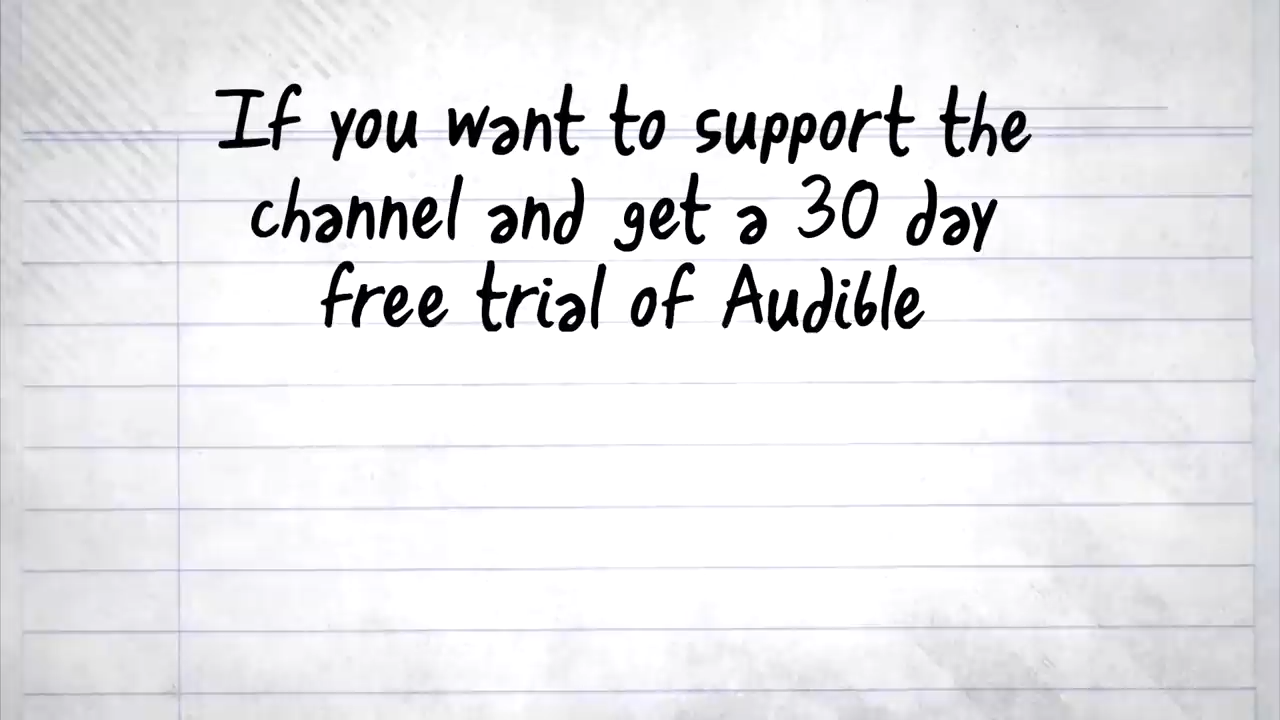 If you want to support the
channel and get a 30 day
free trial of Audible